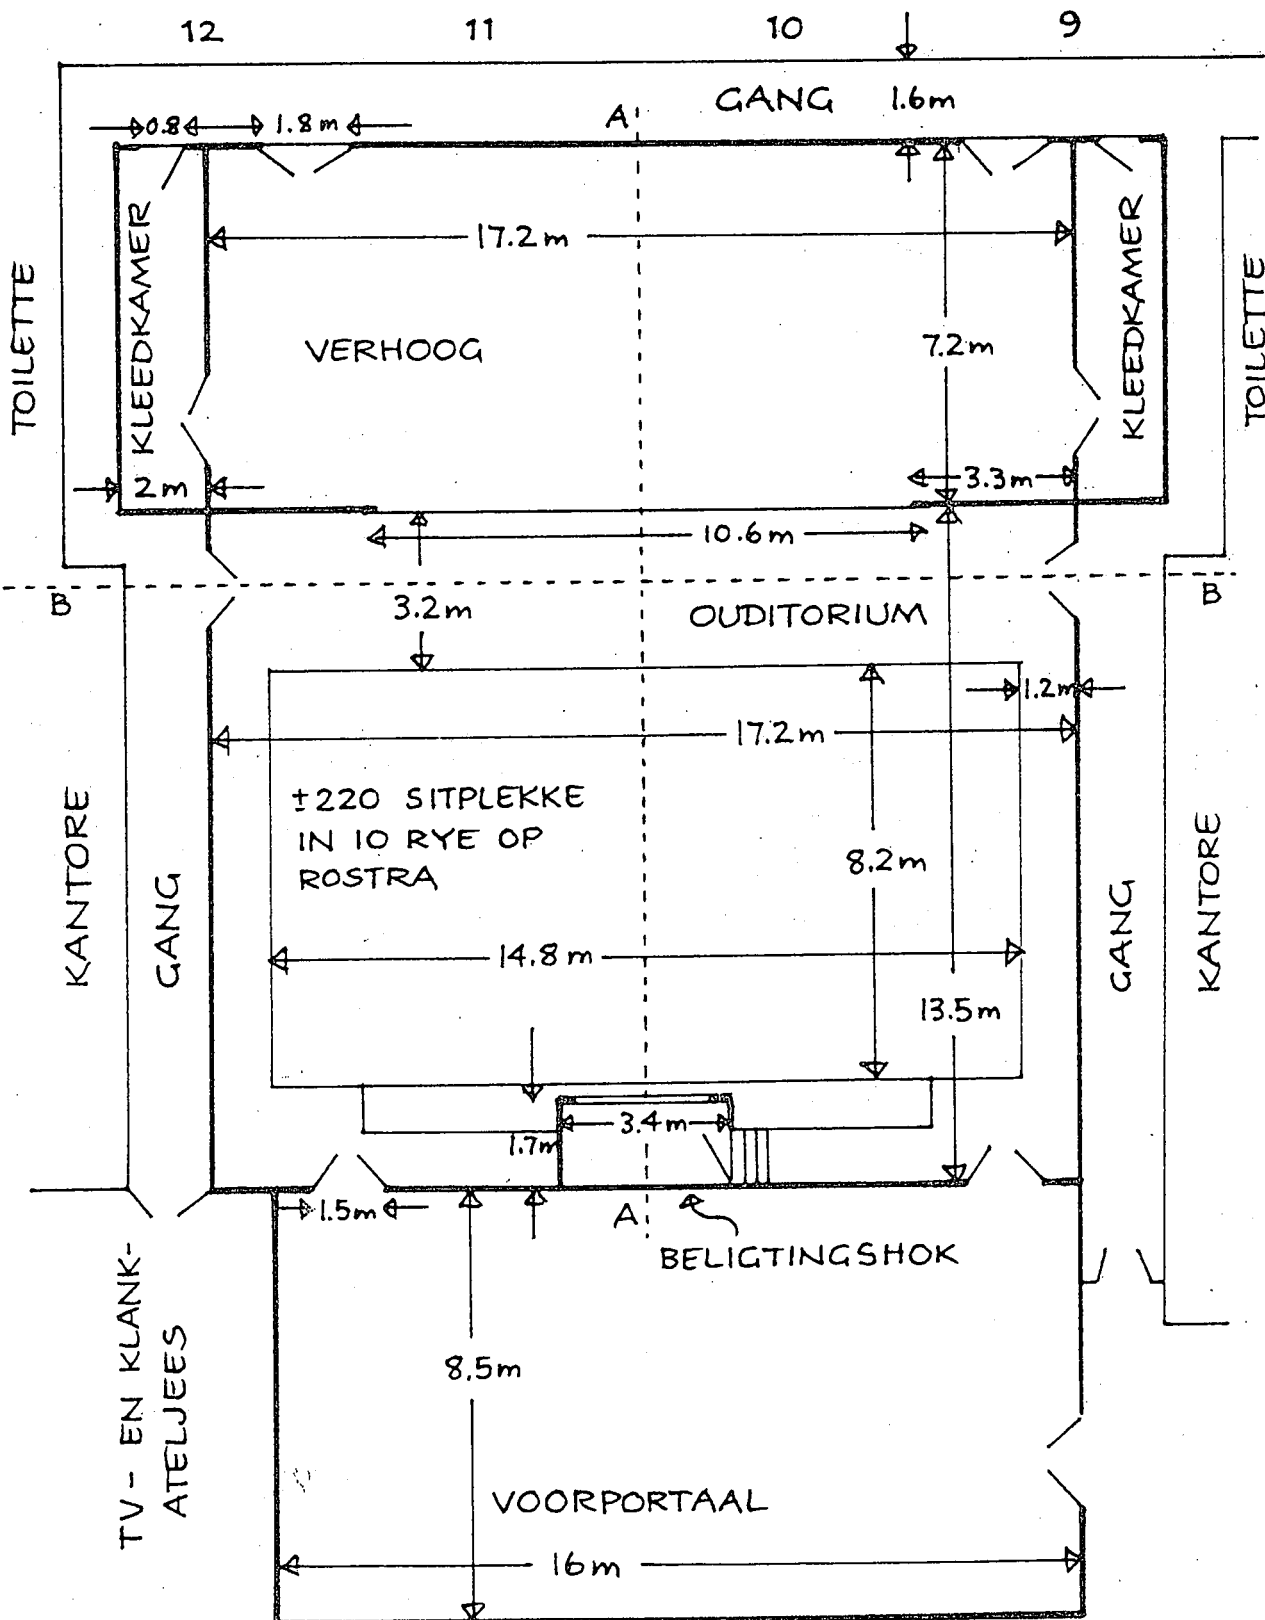 12 11 10 9
GANG 1.6m
A
0.8 1.8m
17.2m
TOILETTE
KLEEDKAMER
VERHOOG
7.2m
KLEEDKAMER
TOILETTE
2m
3.3m
10.6m
B
B
3.2m
OUDITORIUM
1.2m
17.2m
±220 SITPLEKKE
IN 10 RYE OP
ROSTRA
8.2m
KANTORE
GANG
GANG
KANTORE
14.8m
13.5m
3.4m
1.7m
1.5m
A
BELIGTINGSHOK
TV- EN KLANK-
ATELJEES
8.5m
VOORPORTAAL
16m